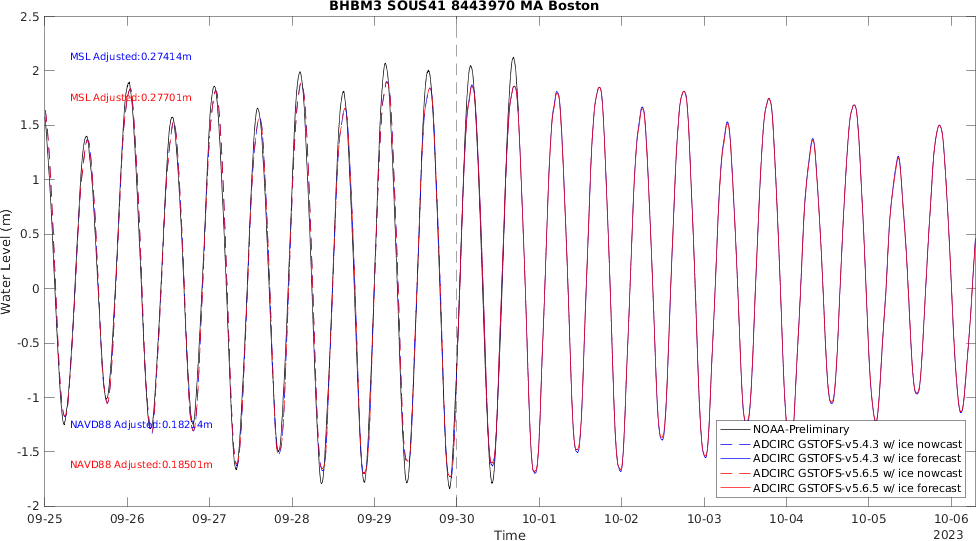 BHBM3 SOUS41 8443970 MA Boston
2.5
2
1.5
1
0.5
0
-0.5
-1
-1.5
-2
Water Level (m)
MSL Adjusted:0.27414m
MSL Adjusted:0.27701m
NAVD88 Adjusted:0.18214m
NAVD88 Adjusted:0.18501m
NOAA-Preliminary
ADCIRC GSTOFS-v5.4.3 w/ ice nowcast
ADCIRC GSTOFS-v5.4.3 w/ ice forecast
ADCIRC GSTOFS-v5.6.5 w/ ice nowcast
ADCIRC GSTOFS-v5.6.5 w/ ice forecast
09-25 09-26 09-27 09-28 09-29 09-30 10-01 10-02 10-03 10-04 10-05 10-06
2023
Time